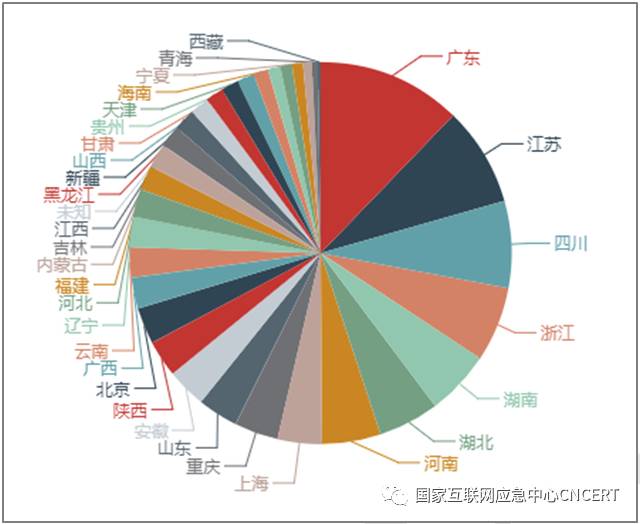 广东
江苏
四川
浙江
湖南
湖北
河南
上海
重庆
山东
安徽
陕西
北京
广西
云南
辽宁
河北
福建
内蒙古
吉林
江西
未知
黑龙江
新疆
山西
甘肃
贵州
天津
海南
宁夏
青海
西藏
国家互联网应急中心CNCERT